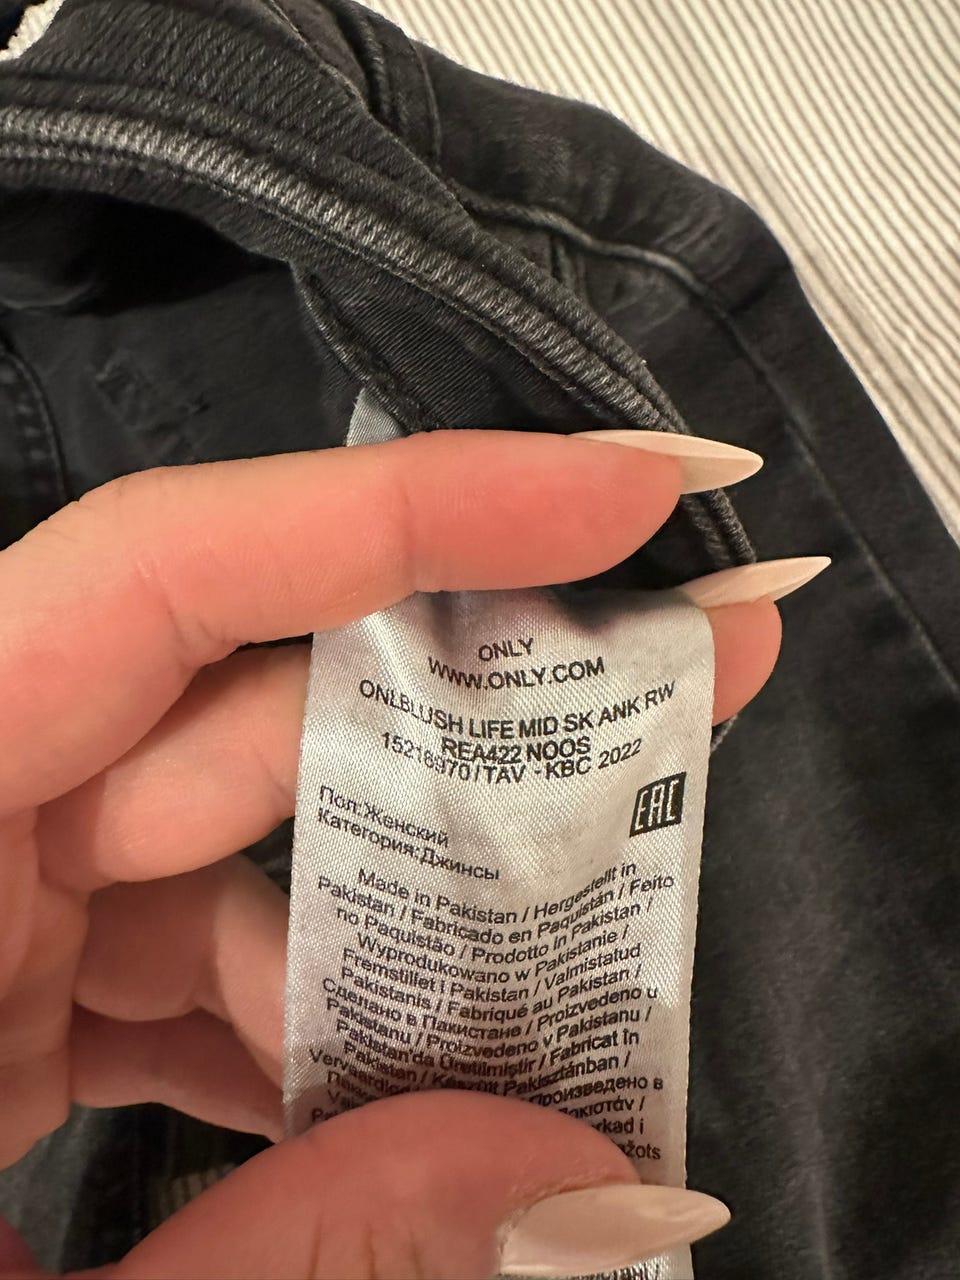 ONLY
WWW.ONLY.COM
ONLBLUSH LIFE MID SK ANK RW
REA422 NOOS
15218970/TAV - KBC 2022
EAC
Пол:Женский
Категория:Джинсы
Made in Pakistan / Hergestellt in
Pakistan / Fabricado en Paquistán / Feito
no Paquistão / Prodotto in Pakistan /
Wyprodukowano w Pakistanie /
Fremstillet i Pakistan / Valmistatud
Pakistanis / Fabriqué au Pakistan /
Сделано в Пакистане / Proizvedeno u
Pakistanu / Proizvedeno v Pakistanu /
Pakistan'da Üretilmiştir / Fabricat în
Pakistan / Készült Pakisztánban /
Произведено в